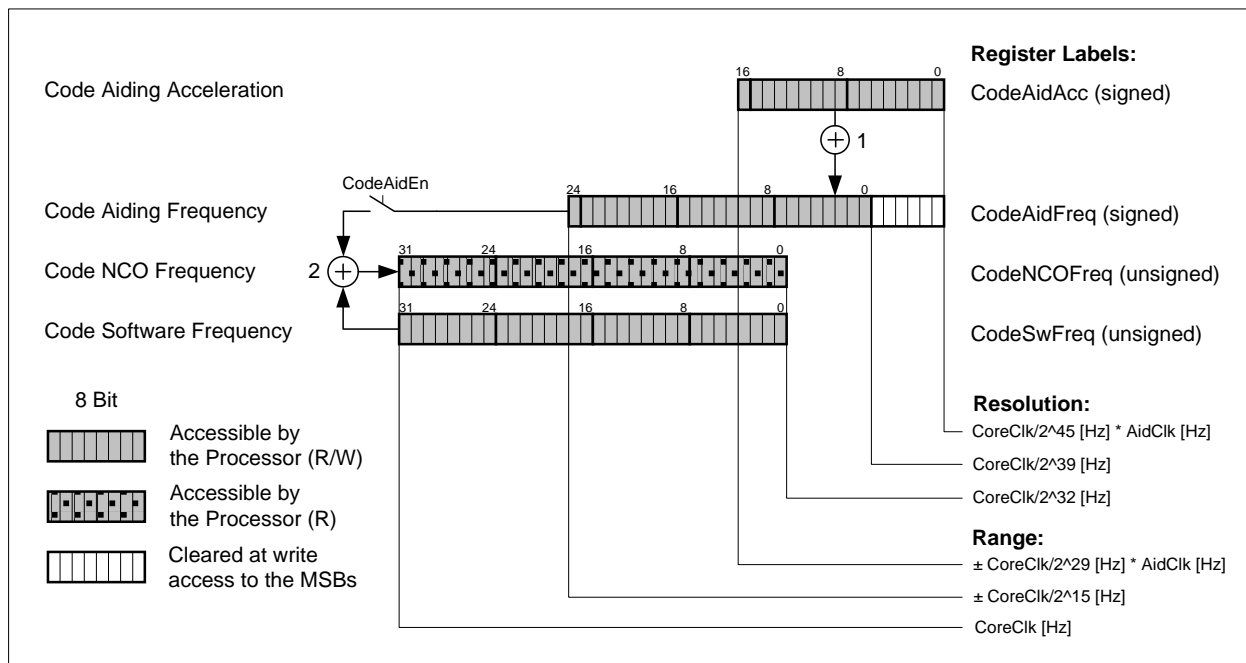 Register Labels:
16 8 0
Code Aiding Acceleration CodeAidAcc (signed)
1
CodeAidEn
24 16 8 0
Code Aiding Frequency CodeAidFreq (signed)
31 24 16 8 0
Code NCO Frequency 2 CodeNCOFreq (unsigned)
31 24 16 8 0
Code Software Frequency CodeSwFreq (unsigned)
8 Bit
Accessible by
the Processor (R/W)
Accessible by
the Processor (R)
Cleared at write
access to the MSBs
Resolution:
CoreClk/2^45 [Hz] * AidClk [Hz]
CoreClk/2^39 [Hz]
CoreClk/2^32 [Hz]
Range:
± CoreClk/2^29 [Hz] * AidClk [Hz]
± CoreClk/2^15 [Hz]
CoreClk [Hz]